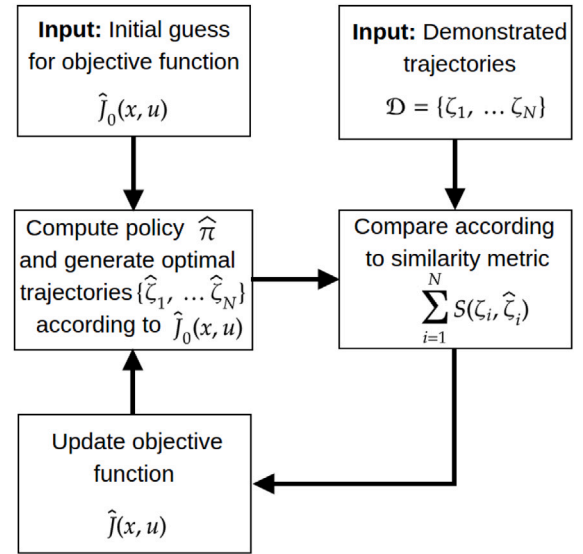 Input: Initial guess
for objective function
Ĵ₀(x, u)
Input: Demonstrated
trajectories
𝔇 = {ζ₁, … ζ_N}
Compute policy π̂
and generate optimal
trajectories {ζ̂₁, … ζ̂_N}
according to Ĵ₀(x, u)
Compare according
to similarity metric
N
∑ S(ζᵢ, ζ̂ᵢ)
i=1
Update objective
function
Ĵ(x, u)